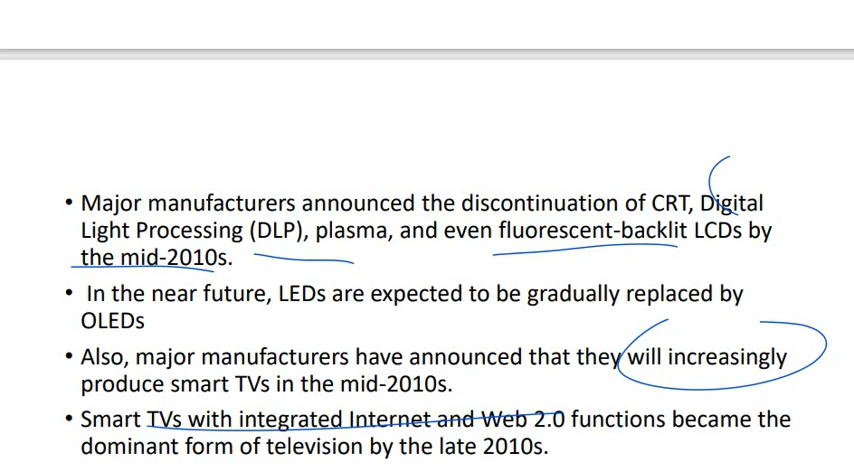 • Major manufacturers announced the discontinuation of CRT, Digital
Light Processing (DLP), plasma, and even fluorescent-backlit LCDs by
the mid-2010s.
• In the near future, LEDs are expected to be gradually replaced by
OLEDs
• Also, major manufacturers have announced that they will increasingly
produce smart TVs in the mid-2010s.
• Smart TVs with integrated Internet and Web 2.0 functions became the
dominant form of television by the late 2010s.